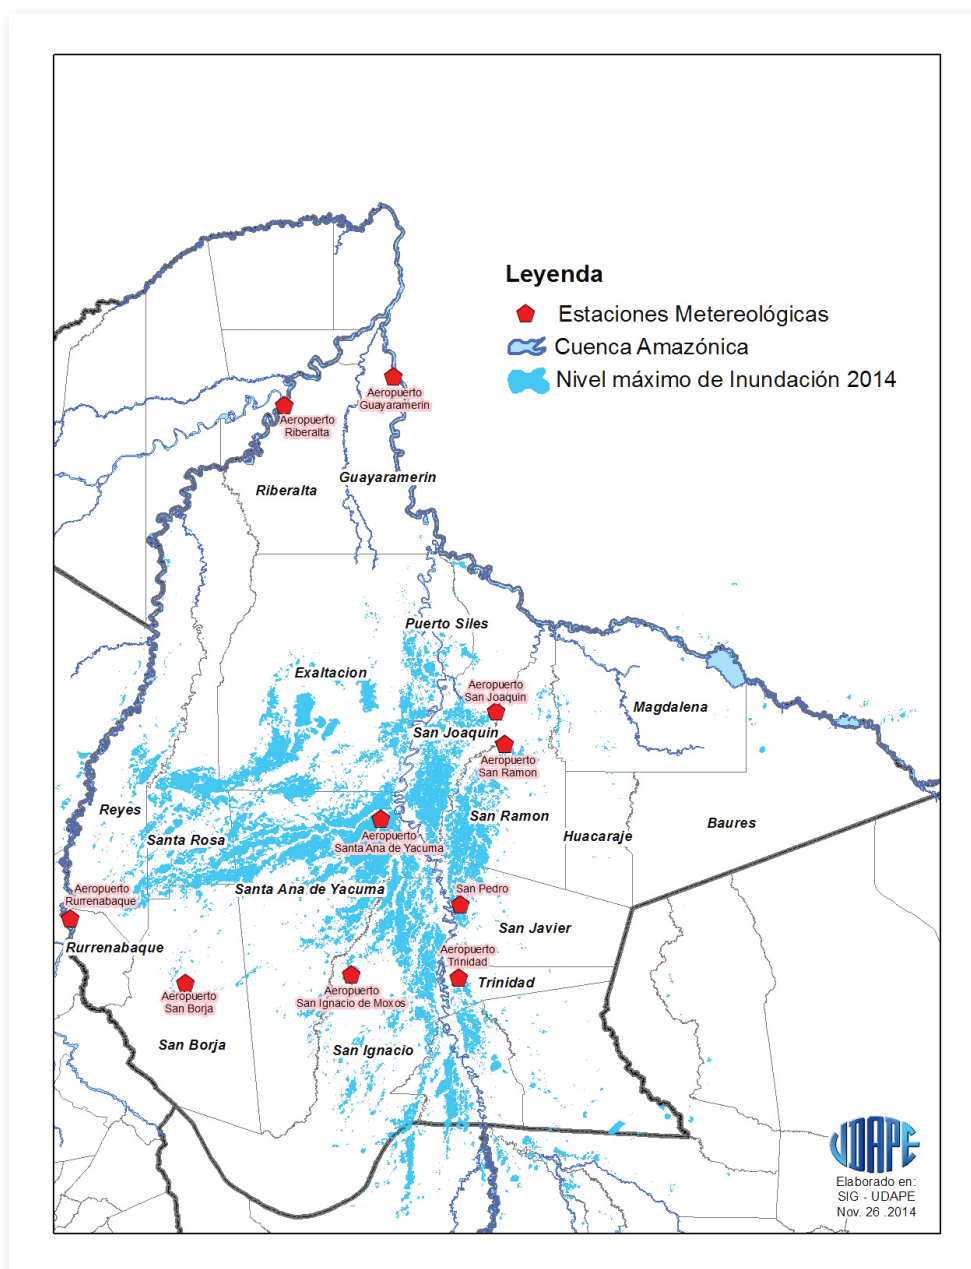 Leyenda
Estaciones Metereológicas
Cuenca Amazónica
Nivel máximo de Inundación 2014
Aeropuerto
Guayaramerin
Aeropuerto
Riberalta
Guayaramerin
Riberalta
Puerto Siles
Exaltacion
Aeropuerto
San Joaquin
Magdalena
San Joaquin
Aeropuerto
San Ramon
Reyes
San Ramon
Baures
Huacaraje
Santa Rosa
Aeropuerto
Santa Ana de Yacuma
Aeropuerto
Rurrenabaque
Santa Ana de Yacuma
San Pedro
San Javier
Rurrenabaque
Aeropuerto
Trinidad
Trinidad
Aeropuerto
San Borja
Aeropuerto
San Ignacio de Moxos
San Borja
San Ignacio
UDAPE
Elaborado en:
SIG - UDAPE
Nov. 26 .2014